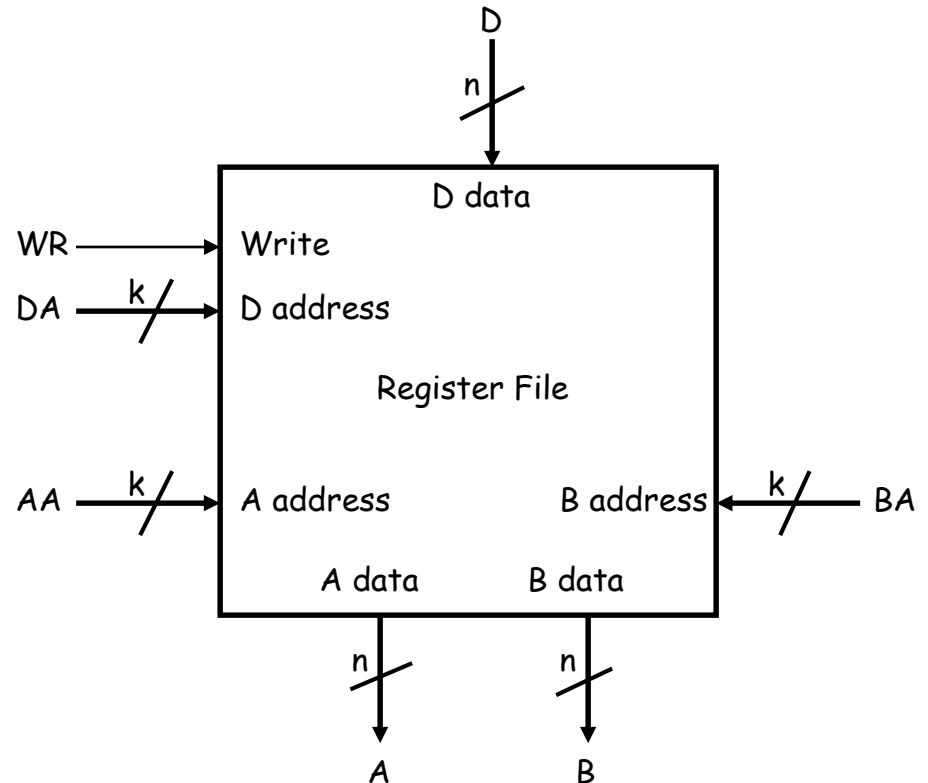 D
n
D data
WR
Write
k
DA
D address
Register File
k
k
AA
A address
B address
BA
A data
B data
n
n
A
B